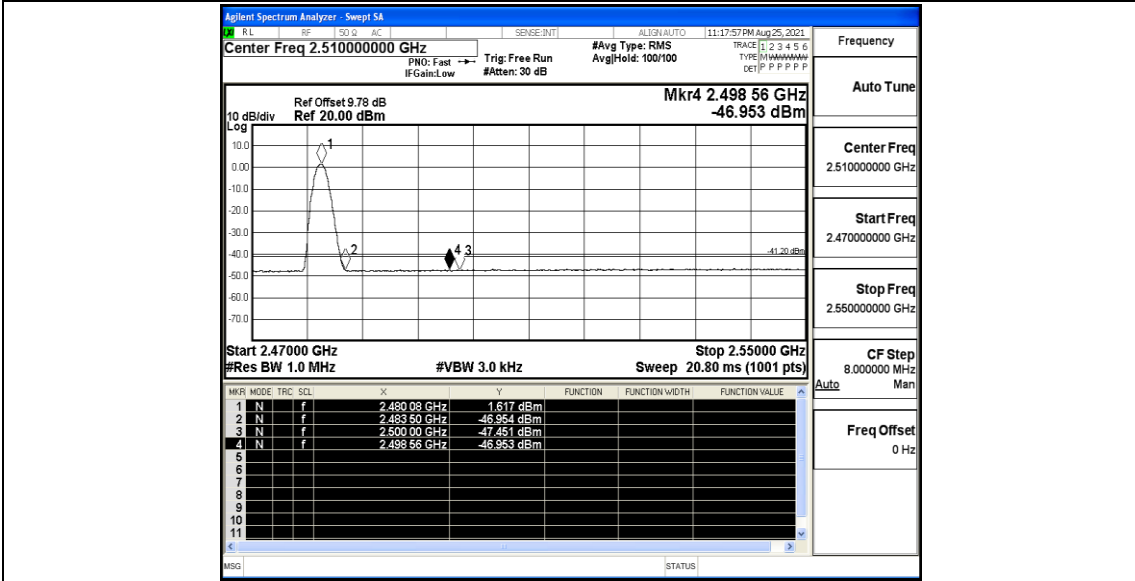 Agilent Spectrum Analyzer - Swept SA
RL RF 50 Ω AC SENSE:INT ALIGN AUTO 11:17:57 PM Aug 25, 2021
Center Freq 2.510000000 GHz
PNO: Fast
IFGain:Low
Trig: Free Run
#Atten: 30 dB
#Avg Type: RMS
Avg|Hold: 100/100
TRACE 1 2 3 4 5 6
TYPE M
DET P P P P P P
Ref Offset 9.78 dB
10 dB/div Ref 20.00 dBm
Log
Mkr4 2.498 56 GHz
-46.953 dBm
10.0
0.00
-10.0
-20.0
-30.0
-40.0
-50.0
-60.0
-70.0
1
2
4
3
-41.20 dBm
Start 2.47000 GHz Stop 2.55000 GHz
#Res BW 1.0 MHz #VBW 3.0 kHz Sweep 20.80 ms (1001 pts)
MKR MODE TRC SCL X Y FUNCTION FUNCTION WIDTH FUNCTION VALUE
1 N f 2.480 08 GHz 1.617 dBm
2 N f 2.483 50 GHz -46.954 dBm
3 N f 2.500 00 GHz -47.451 dBm
4 N f 2.498 56 GHz -46.953 dBm
5
6
7
8
9
10
11
MSG STATUS
Frequency
Auto Tune
Center Freq
2.510000000 GHz
Start Freq
2.470000000 GHz
Stop Freq
2.550000000 GHz
CF Step
8.000000 MHz
Auto Man
Freq Offset
0 Hz